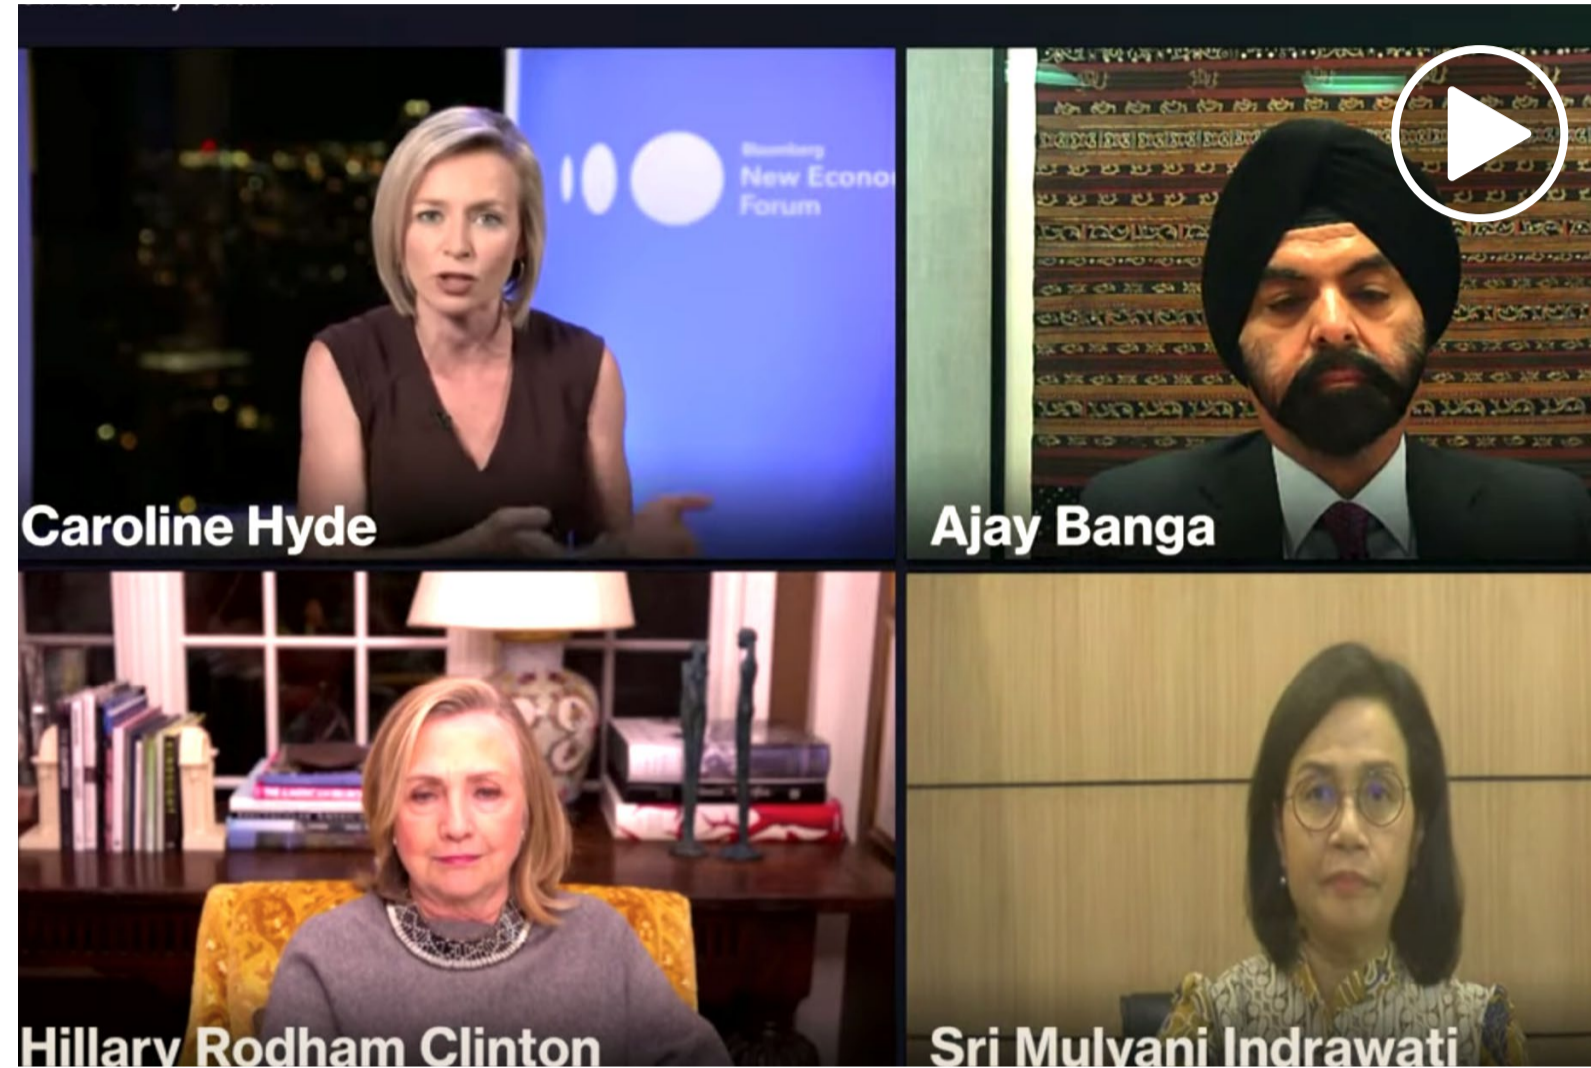 Bloomberg
New Econo
Forum
Caroline Hyde
Ajay Banga
Hillary Rodham Clinton
Sri Mulyani Indrawati